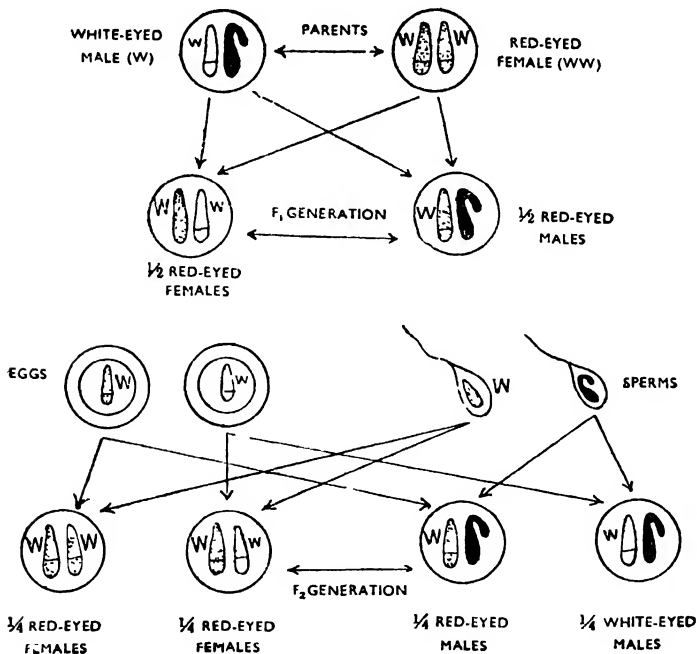 WHITE-EYED
MALE (W)
W
PARENTS
W W
RED-EYED
FEMALE (WW)
W W
F₁ GENERATION
W
½ RED-EYED
MALES
½ RED-EYED
FEMALES
EGGS
W
W
W
SPERMS
W W
W W
W
W
F₂ GENERATION
¼ RED-EYED
FEMALES
¼ RED-EYED
FEMALES
¼ RED-EYED
MALES
¼ WHITE-EYED
MALES